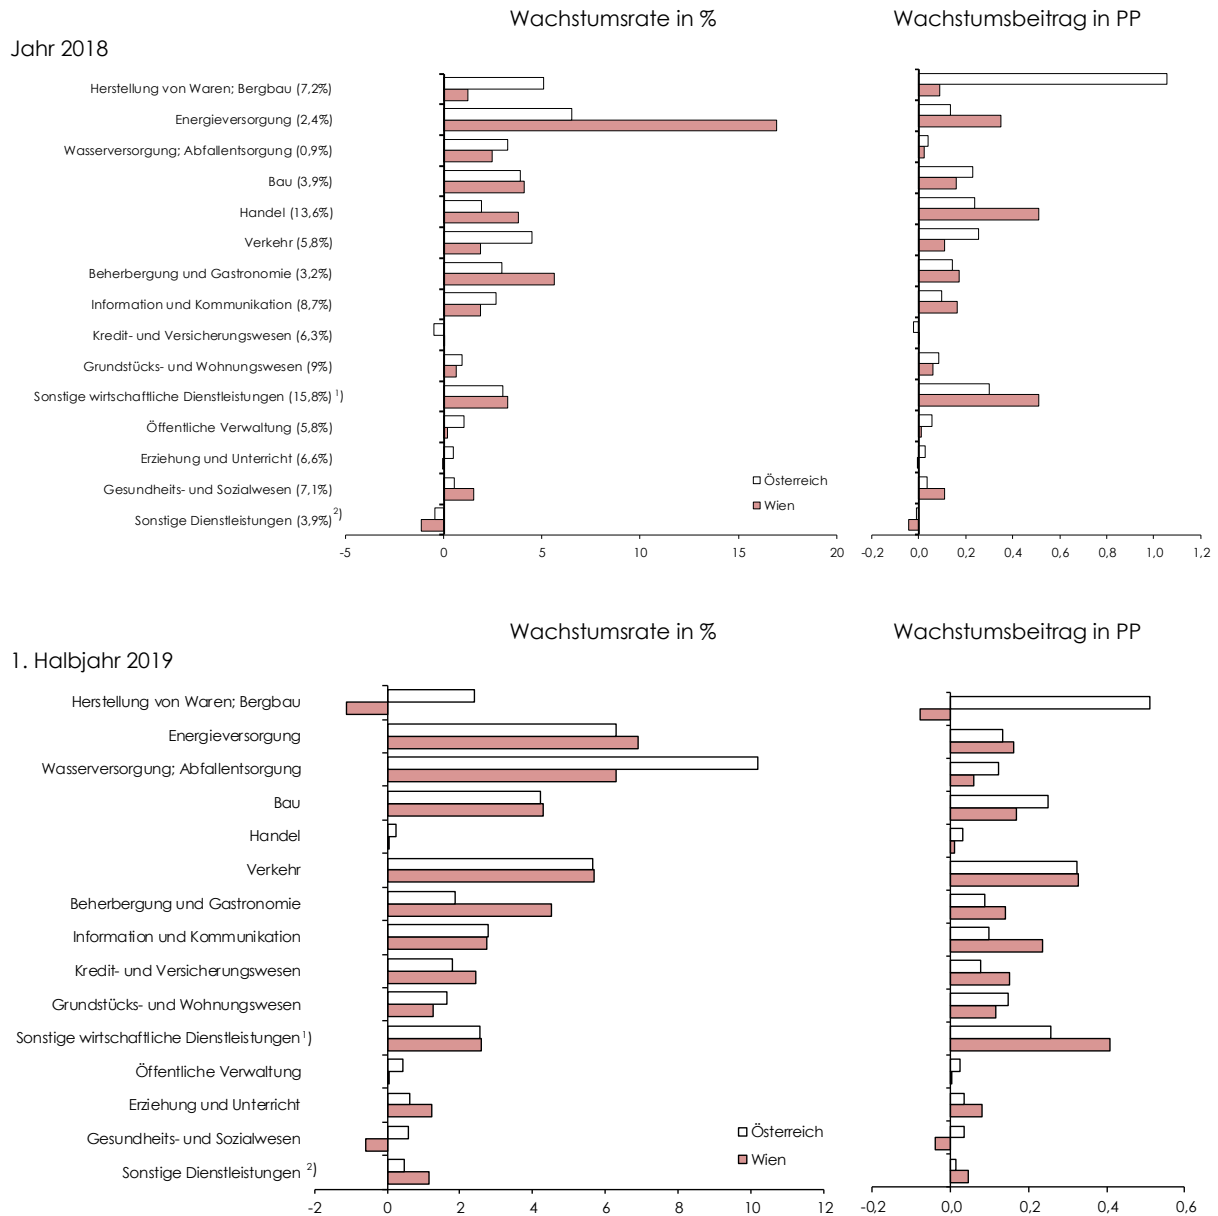 Wachstumsrate in %
Wachstumsbeitrag in PP
Jahr 2018
Herstellung von Waren; Bergbau (7,2%)
Energieversorgung (2,4%)
Wasserversorgung; Abfallentsorgung (0,9%)
Bau (3,9%)
Handel (13,6%)
Verkehr (5,8%)
Beherbergung und Gastronomie (3,2%)
Information und Kommunikation (8,7%)
Kredit- und Versicherungswesen (6,3%)
Grundstücks- und Wohnungswesen (9%)
Sonstige wirtschaftliche Dienstleistungen (15,8%) ¹)
Öffentliche Verwaltung (5,8%)
Erziehung und Unterricht (6,6%)
Gesundheits- und Sozialwesen (7,1%)
Sonstige Dienstleistungen (3,9%) ²)
Österreich
Wien
-5 0 5 10 15 20
-0,2 0,0 0,2 0,4 0,6 0,8 1,0 1,2
Wachstumsrate in %
Wachstumsbeitrag in PP
1. Halbjahr 2019
Herstellung von Waren; Bergbau
Energieversorgung
Wasserversorgung; Abfallentsorgung
Bau
Handel
Verkehr
Beherbergung und Gastronomie
Information und Kommunikation
Kredit- und Versicherungswesen
Grundstücks- und Wohnungswesen
Sonstige wirtschaftliche Dienstleistungen ¹)
Öffentliche Verwaltung
Erziehung und Unterricht
Gesundheits- und Sozialwesen
Sonstige Dienstleistungen ²)
Österreich
Wien
-2 0 2 4 6 8 10 12
-0,2 0,0 0,2 0,4 0,6